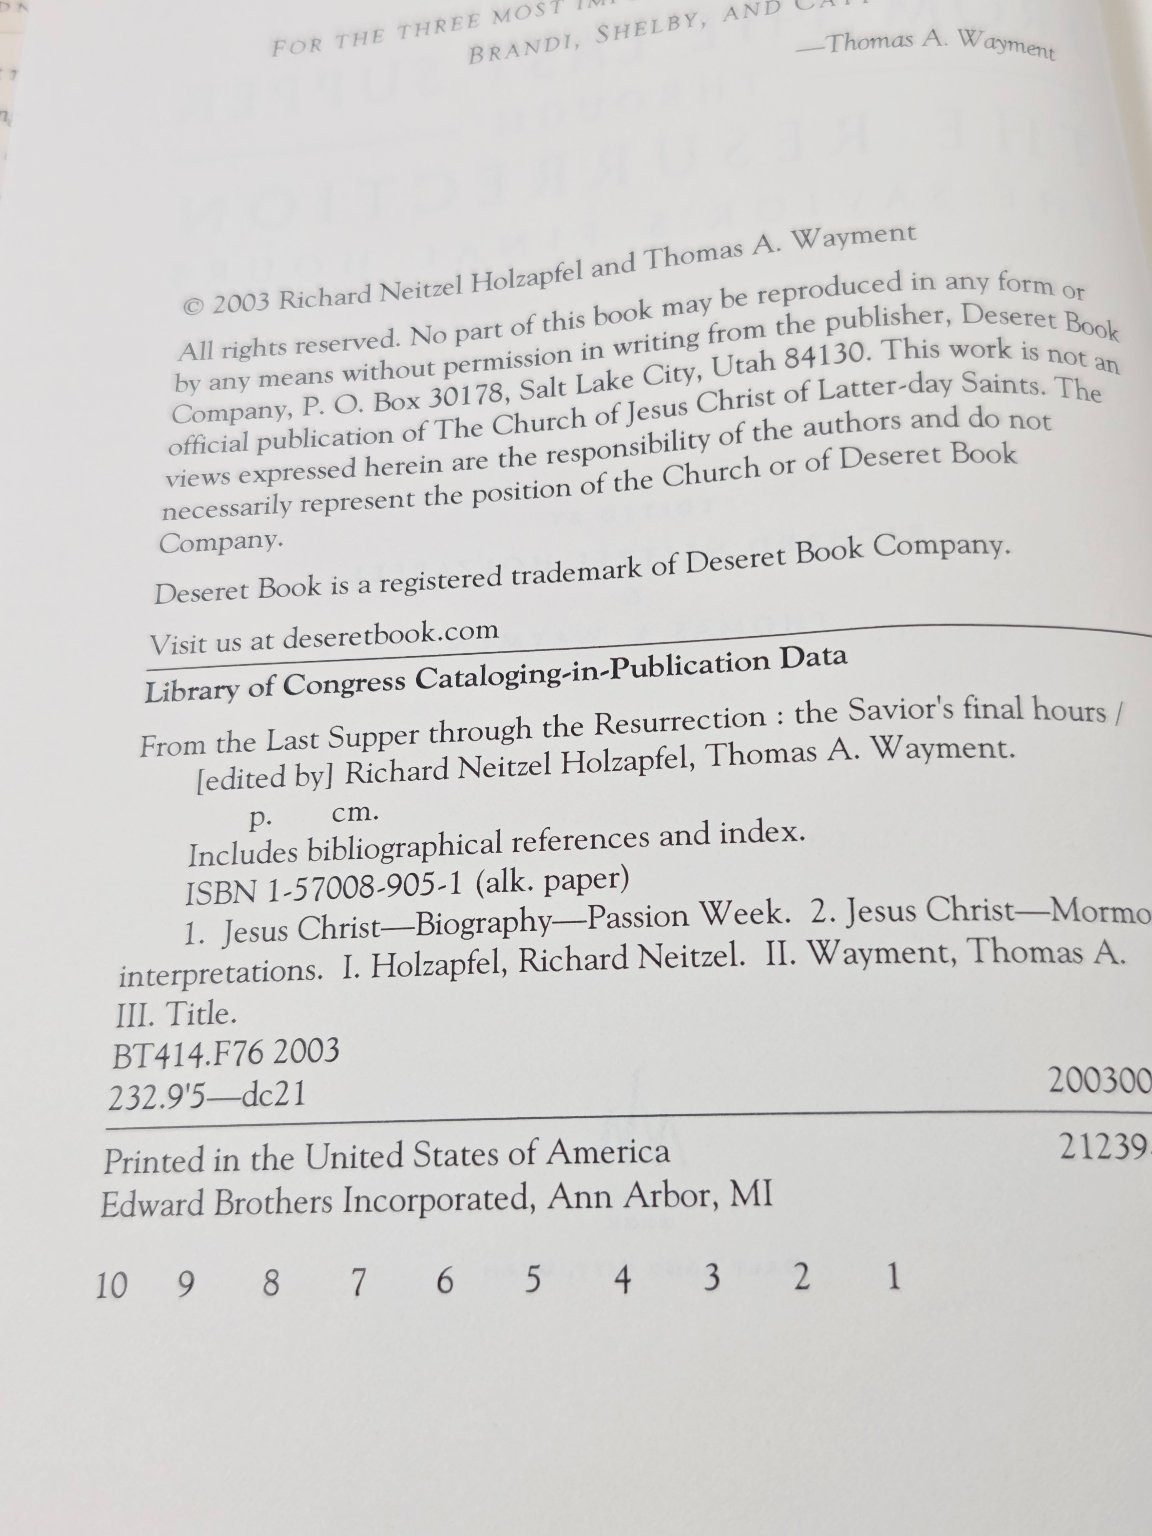 FOR THE THREE MOST
BRANDI, SHELBY, AND
—Thomas A. Wayment
© 2003 Richard Neitzel Holzapfel and Thomas A. Wayment
All rights reserved. No part of this book may be reproduced in any form or
by any means without permission in writing from the publisher, Deseret Book
Company, P. O. Box 30178, Salt Lake City, Utah 84130. This work is not an
official publication of The Church of Jesus Christ of Latter-day Saints. The
views expressed herein are the responsibility of the authors and do not
necessarily represent the position of the Church or of Deseret Book
Company.
Deseret Book is a registered trademark of Deseret Book Company.
Visit us at deseretbook.com
Library of Congress Cataloging-in-Publication Data
From the Last Supper through the Resurrection : the Savior's final hours /
[edited by] Richard Neitzel Holzapfel, Thomas A. Wayment.
p. cm.
Includes bibliographical references and index.
ISBN 1-57008-905-1 (alk. paper)
1. Jesus Christ—Biography—Passion Week. 2. Jesus Christ—Mormo
interpretations. I. Holzapfel, Richard Neitzel. II. Wayment, Thomas A.
III. Title.
BT414.F76 2003
232.9'5—dc21
200300
Printed in the United States of America
21239
Edward Brothers Incorporated, Ann Arbor, MI
10 9 8 7 6 5 4 3 2 1